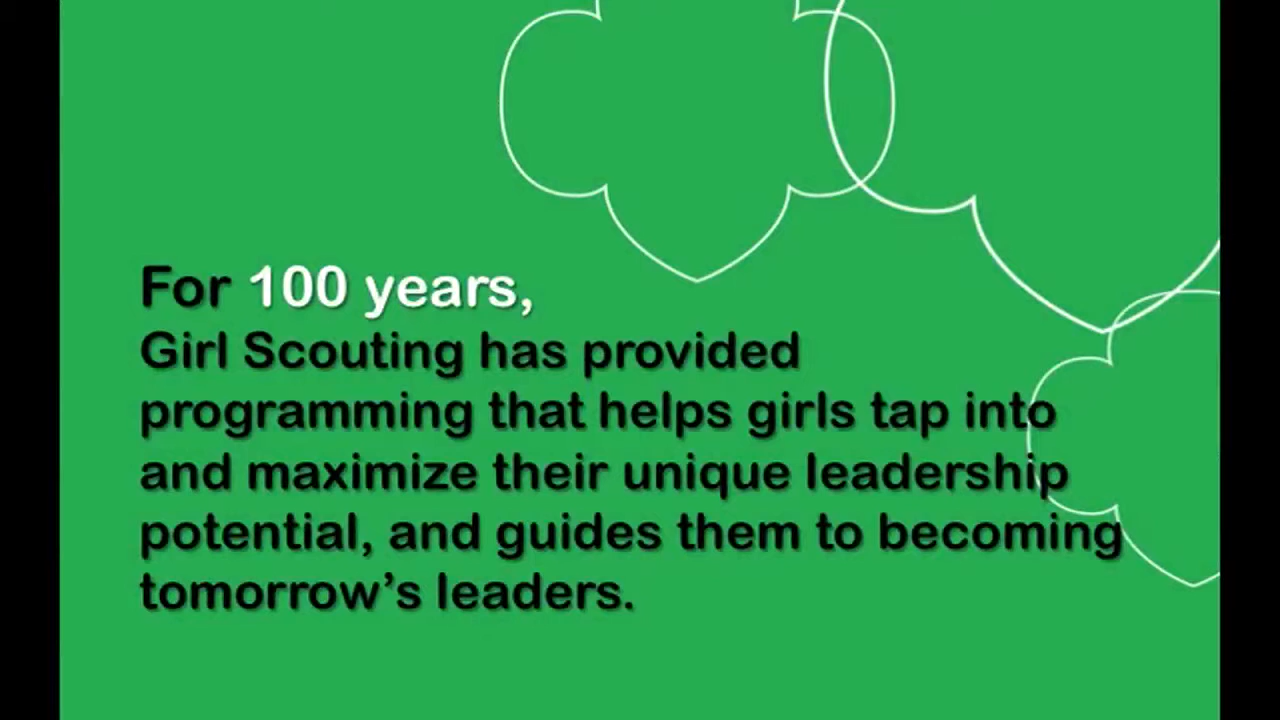 For 100 years,
Girl Scouting has provided
programming that helps girls tap into
and maximize their unique leadership
potential, and guides them to becoming
tomorrow’s leaders.